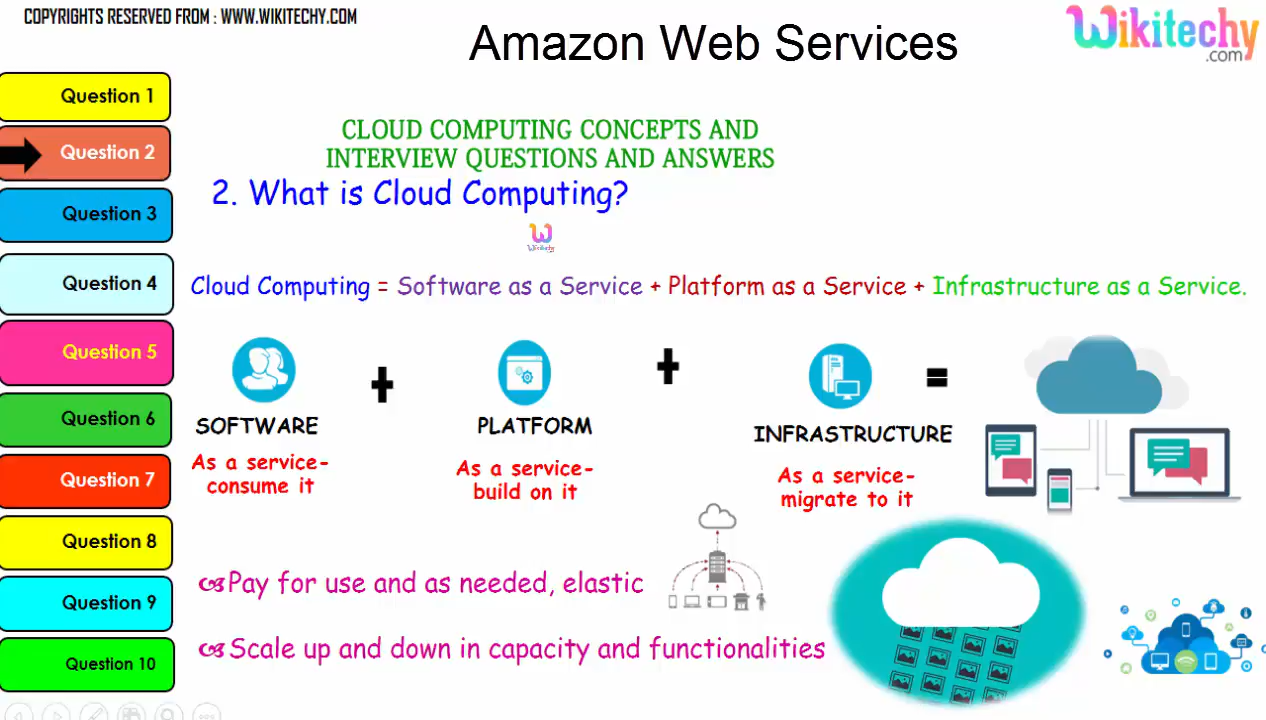 COPYRIGHTS RESERVED FROM : WWW.WIKITECHY.COM
Amazon Web Services
Wikitechy
.com
Question 1
Question 2
Question 3
Question 4
Question 5
Question 6
Question 7
Question 8
Question 9
Question 10
CLOUD COMPUTING CONCEPTS AND
INTERVIEW QUESTIONS AND ANSWERS
2. What is Cloud Computing?
Wikitechy
Cloud Computing = Software as a Service + Platform as a Service + Infrastructure as a Service.
+ + =
SOFTWARE
As a service-
consume it
PLATFORM
As a service-
build on it
INFRASTRUCTURE
As a service-
migrate to it
Pay for use and as needed, elastic
Scale up and down in capacity and functionalities